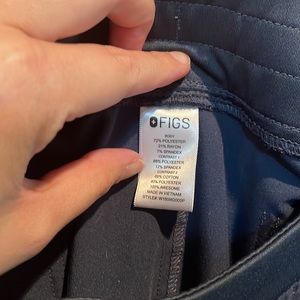 FIGS
BODY
72% POLYESTER
21% RAYON
7% SPANDEX
CONTRAST 1
88% POLYESTER
12% SPANDEX
CONTRAST 2
60% COTTON
40% POLYESTER
100% AWESOME
MADE IN VIETNAM